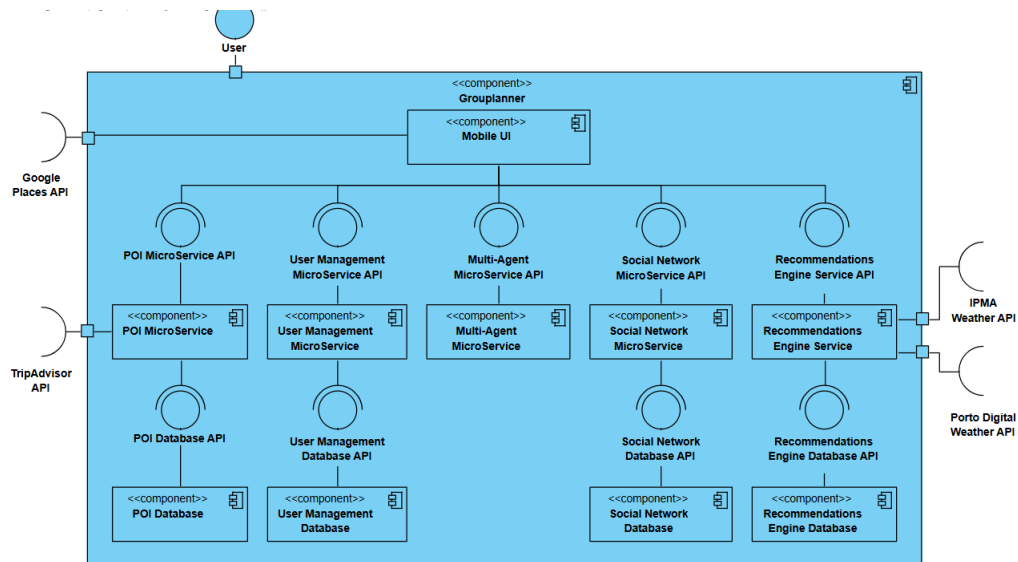 User
<<component>>
Grouplanner
<<component>>
Mobile UI
Google
Places API
POI MicroService API
User Management
MicroService API
Multi-Agent
MicroService API
Social Network
MicroService API
Recommendations
Engine Service API
IPMA
Weather API
<<component>>
POI MicroService
<<component>>
User Management
MicroService
<<component>>
Multi-Agent
MicroService
<<component>>
Social Network
MicroService
<<component>>
Recommendations
Engine Service
TripAdvisor
API
Porto Digital
Weather API
POI Database API
User Management
Database API
Social Network
Database API
Recommendations
Engine Database API
<<component>>
POI Database
<<component>>
User Management
Database
<<component>>
Social Network
Database
<<component>>
Recommendations
Engine Database